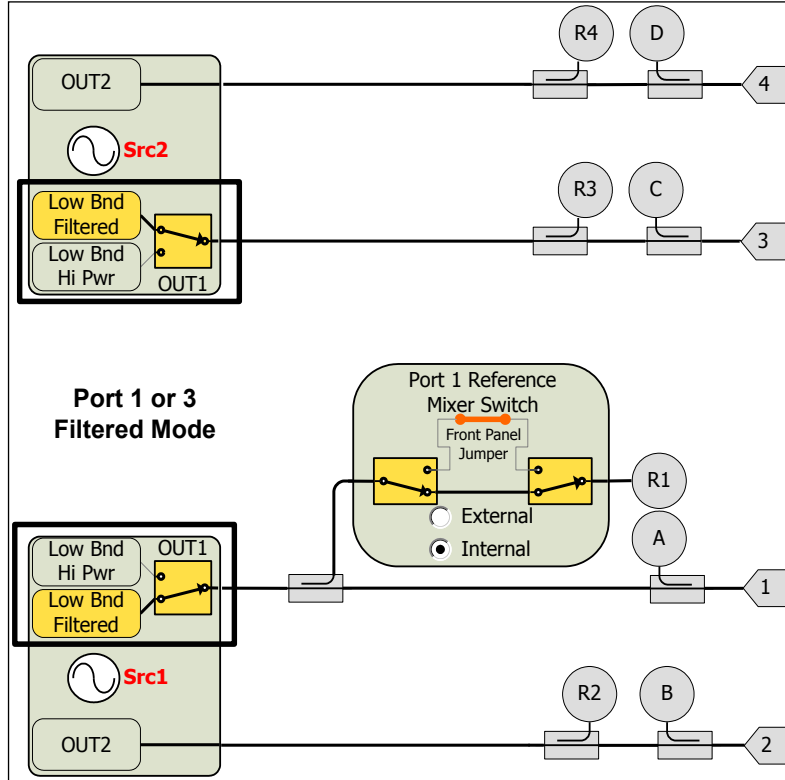 R4
D
OUT2
4
Src2
Low Bnd
Filtered
Low Bnd
Hi Pwr
OUT1
R3
C
3
Port 1 or 3
Filtered Mode
Port 1 Reference
Mixer Switch
Front Panel
Jumper
External
Internal
R1
A
Low Bnd
Hi Pwr
OUT1
Low Bnd
Filtered
1
Src1
R2
B
OUT2
2